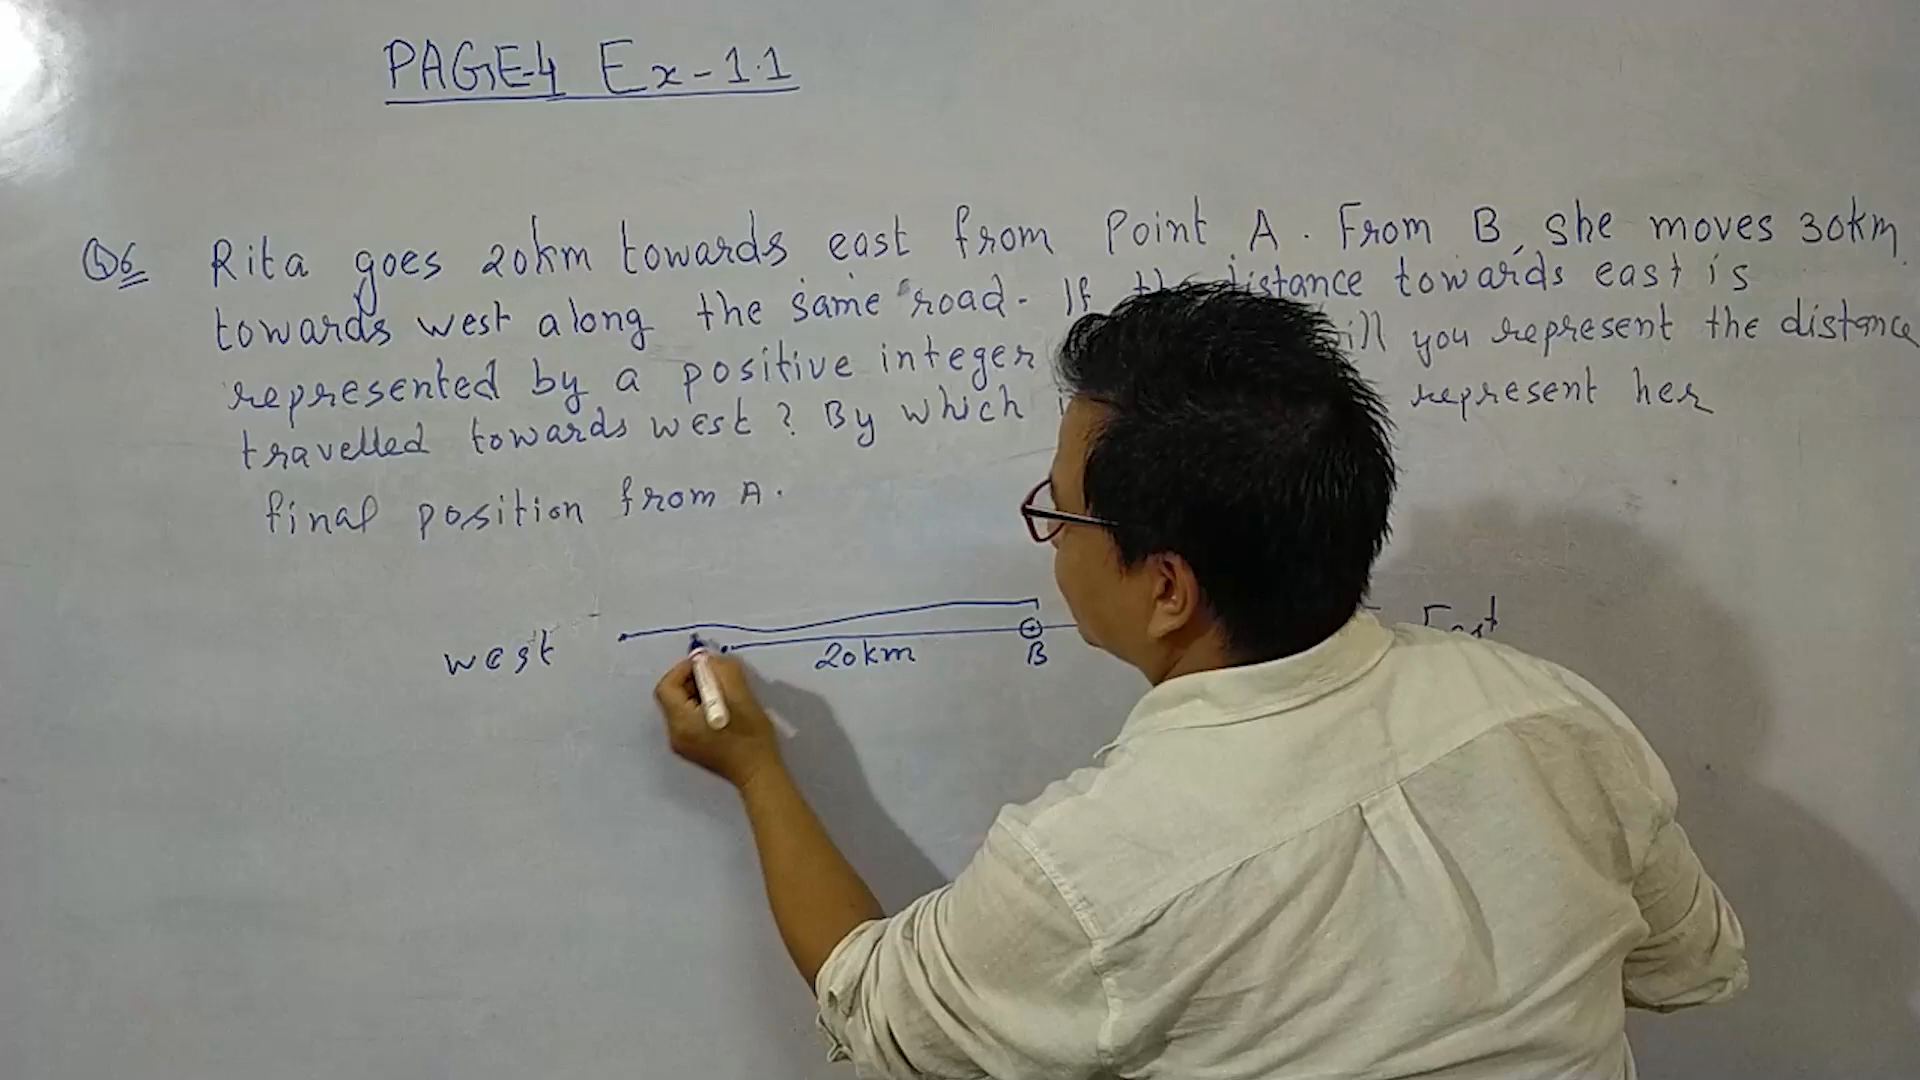 PAGE-4 Ex-1.1
Q6 Rita goes 20km towards east from Point A. From B, she moves 30km
towards west along the same road. If the distance towards east is
represented by a positive integer will you represent the distance
travelled towards west? By which represent her
final position from A.
west 20km B East